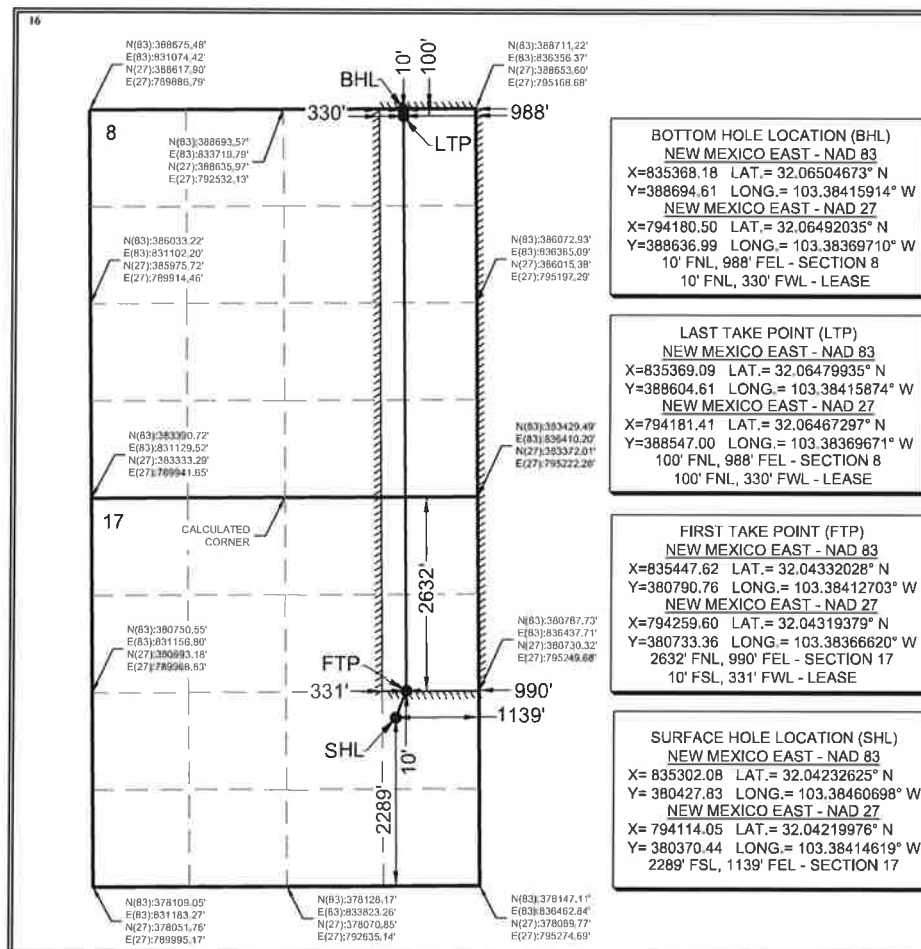 16
N(83):388675.48'
E(83):831074.42'
N(27):388617.90'
E(27):789886.79'
BHL
10'
100'
N(83):388711.22'
E(83):836356.37'
N(27):388653.60'
E(27):795168.68'
330'
988'
LTP
8
N(83):388693.57'
E(83):833719.79'
N(27):388635.97'
E(27):792532.13'
N(83):386033.22'
E(83):831102.20'
N(27):385975.72'
E(27):789914.46'
N(83):386072.93'
E(83):836385.09'
N(27):386015.38'
E(27):795197.29'
N(83):383390.72'
E(83):831129.52'
N(27):383333.29'
E(27):789941.65'
N(83):383429.49'
E(83):836410.20'
N(27):383372.01'
E(27):795222.28'
17
CALCULATED
CORNER
2632'
N(83):380750.55'
E(83):831156.80'
N(27):380693.18'
E(27):789968.83'
N(83):380787.73'
E(83):836437.71'
N(27):380730.32'
E(27):795249.68'
FTP
331'
990'
1139'
SHL
10'
2289'
N(83):378109.05'
E(83):831183.27'
N(27):378051.76'
E(27):789995.17'
N(83):378128.17'
E(83):833823.26'
N(27):378070.85'
E(27):792635.14'
N(83):378147.11'
E(83):836462.84'
N(27):378089.77'
E(27):795274.69'
BOTTOM HOLE LOCATION (BHL)
NEW MEXICO EAST - NAD 83
X=835368.18 LAT.= 32.06504673° N
Y=388694.61 LONG.= 103.38415914° W
NEW MEXICO EAST - NAD 27
X=794180.50 LAT.= 32.06492035° N
Y=388636.99 LONG.= 103.38369710° W
10' FNL, 988' FEL - SECTION 8
10' FNL, 330' FWL - LEASE
LAST TAKE POINT (LTP)
NEW MEXICO EAST - NAD 83
X=835369.09 LAT.= 32.06479935° N
Y=388604.61 LONG.= 103.38415874° W
NEW MEXICO EAST - NAD 27
X=794181.41 LAT.= 32.06467297° N
Y=388547.00 LONG.= 103.38369671° W
100' FNL, 988' FEL - SECTION 8
100' FNL, 330' FWL - LEASE
FIRST TAKE POINT (FTP)
NEW MEXICO EAST - NAD 83
X=835447.62 LAT.= 32.04332028° N
Y=380790.76 LONG.= 103.38412703° W
NEW MEXICO EAST - NAD 27
X=794259.60 LAT.= 32.04319379° N
Y=380733.36 LONG.= 103.38366620° W
2632' FNL, 990' FEL - SECTION 17
10' FSL, 331' FWL - LEASE
SURFACE HOLE LOCATION (SHL)
NEW MEXICO EAST - NAD 83
X= 835302.08 LAT.= 32.04232625° N
Y= 380427.83 LONG.= 103.38460698° W
NEW MEXICO EAST - NAD 27
X= 794114.05 LAT.= 32.04219976° N
Y= 380370.44 LONG.= 103.38414619° W
2289' FSL, 1139' FEL - SECTION 17